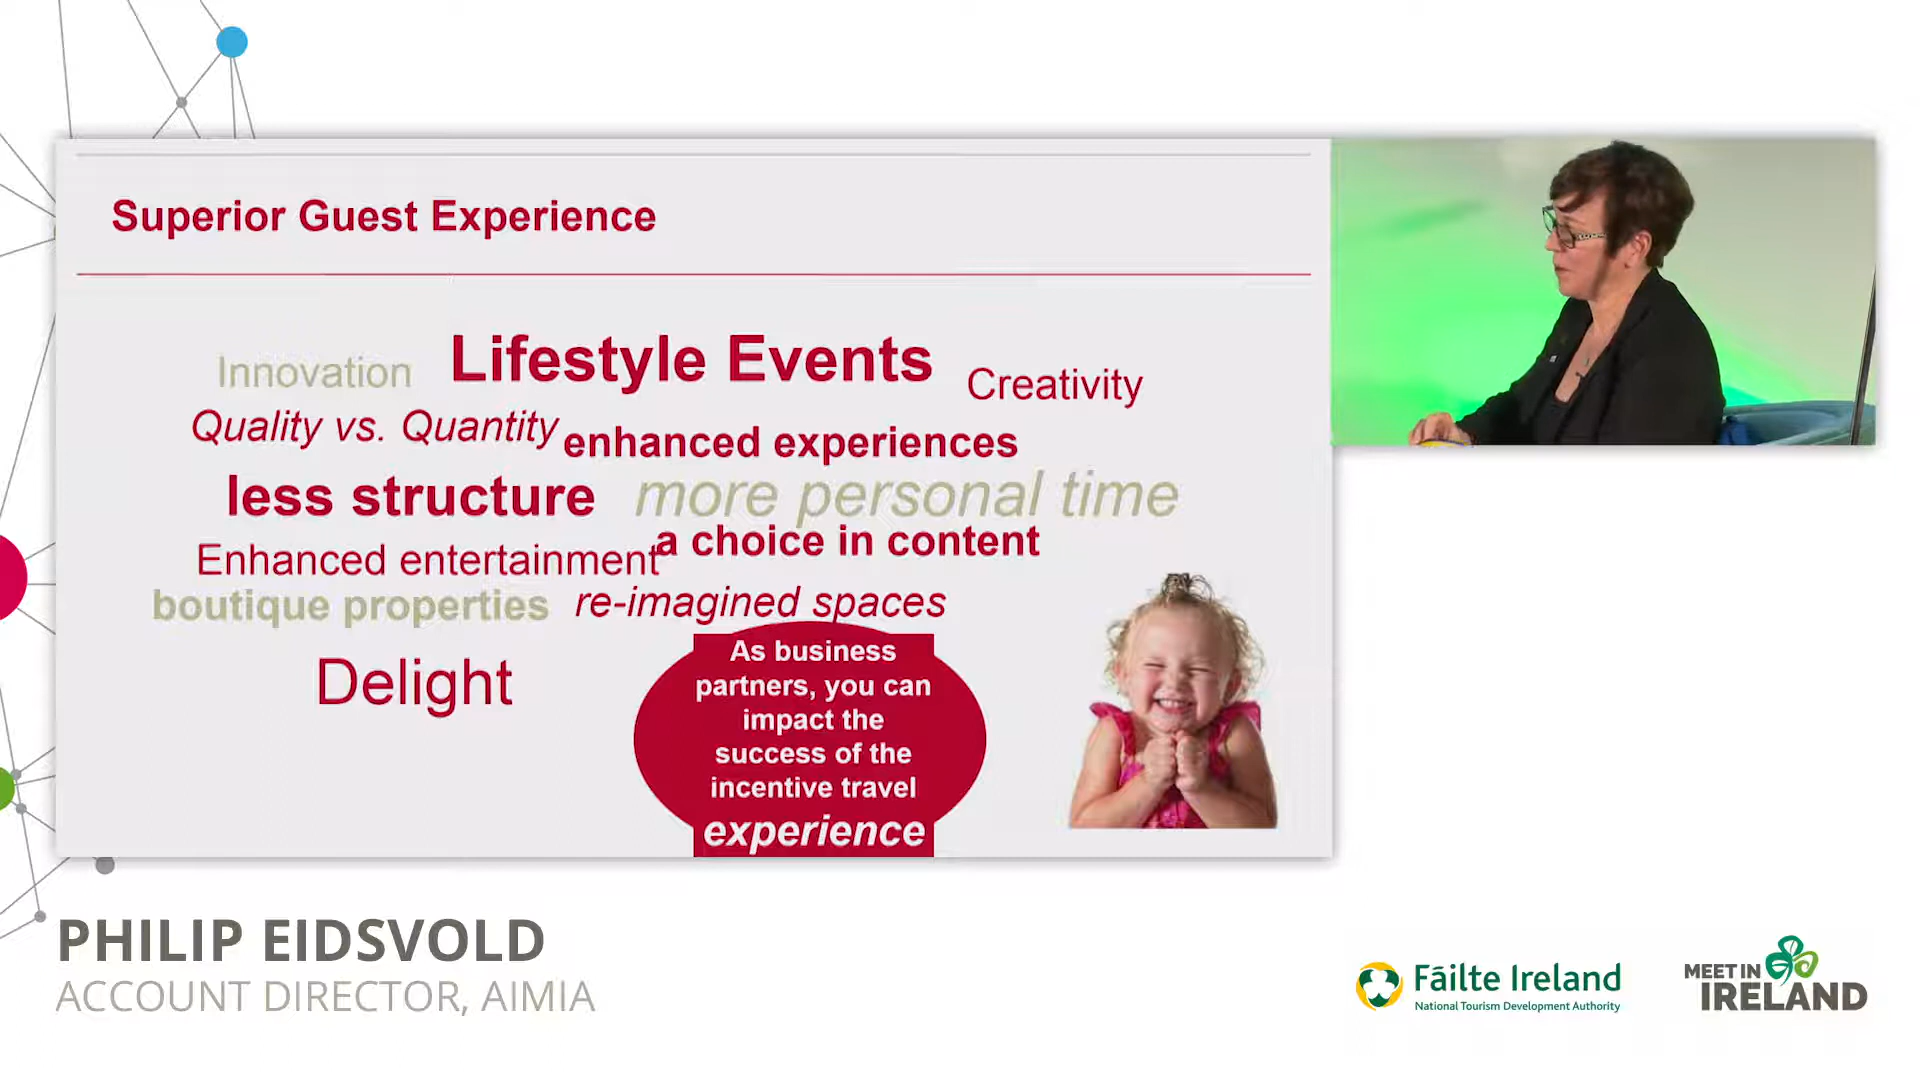 Superior Guest Experience
Innovation
Lifestyle Events
Creativity
Quality vs. Quantity
enhanced experiences
less structure
more personal time
a choice in content
Enhanced entertainment
boutique properties
re-imagined spaces
Delight
As business
partners, you can
impact the
success of the
incentive travel
experience
PHILIP EIDSVOLD
ACCOUNT DIRECTOR, AIMIA
Fāilte Ireland
National Tourism Development Authority
MEET IN
IRELAND